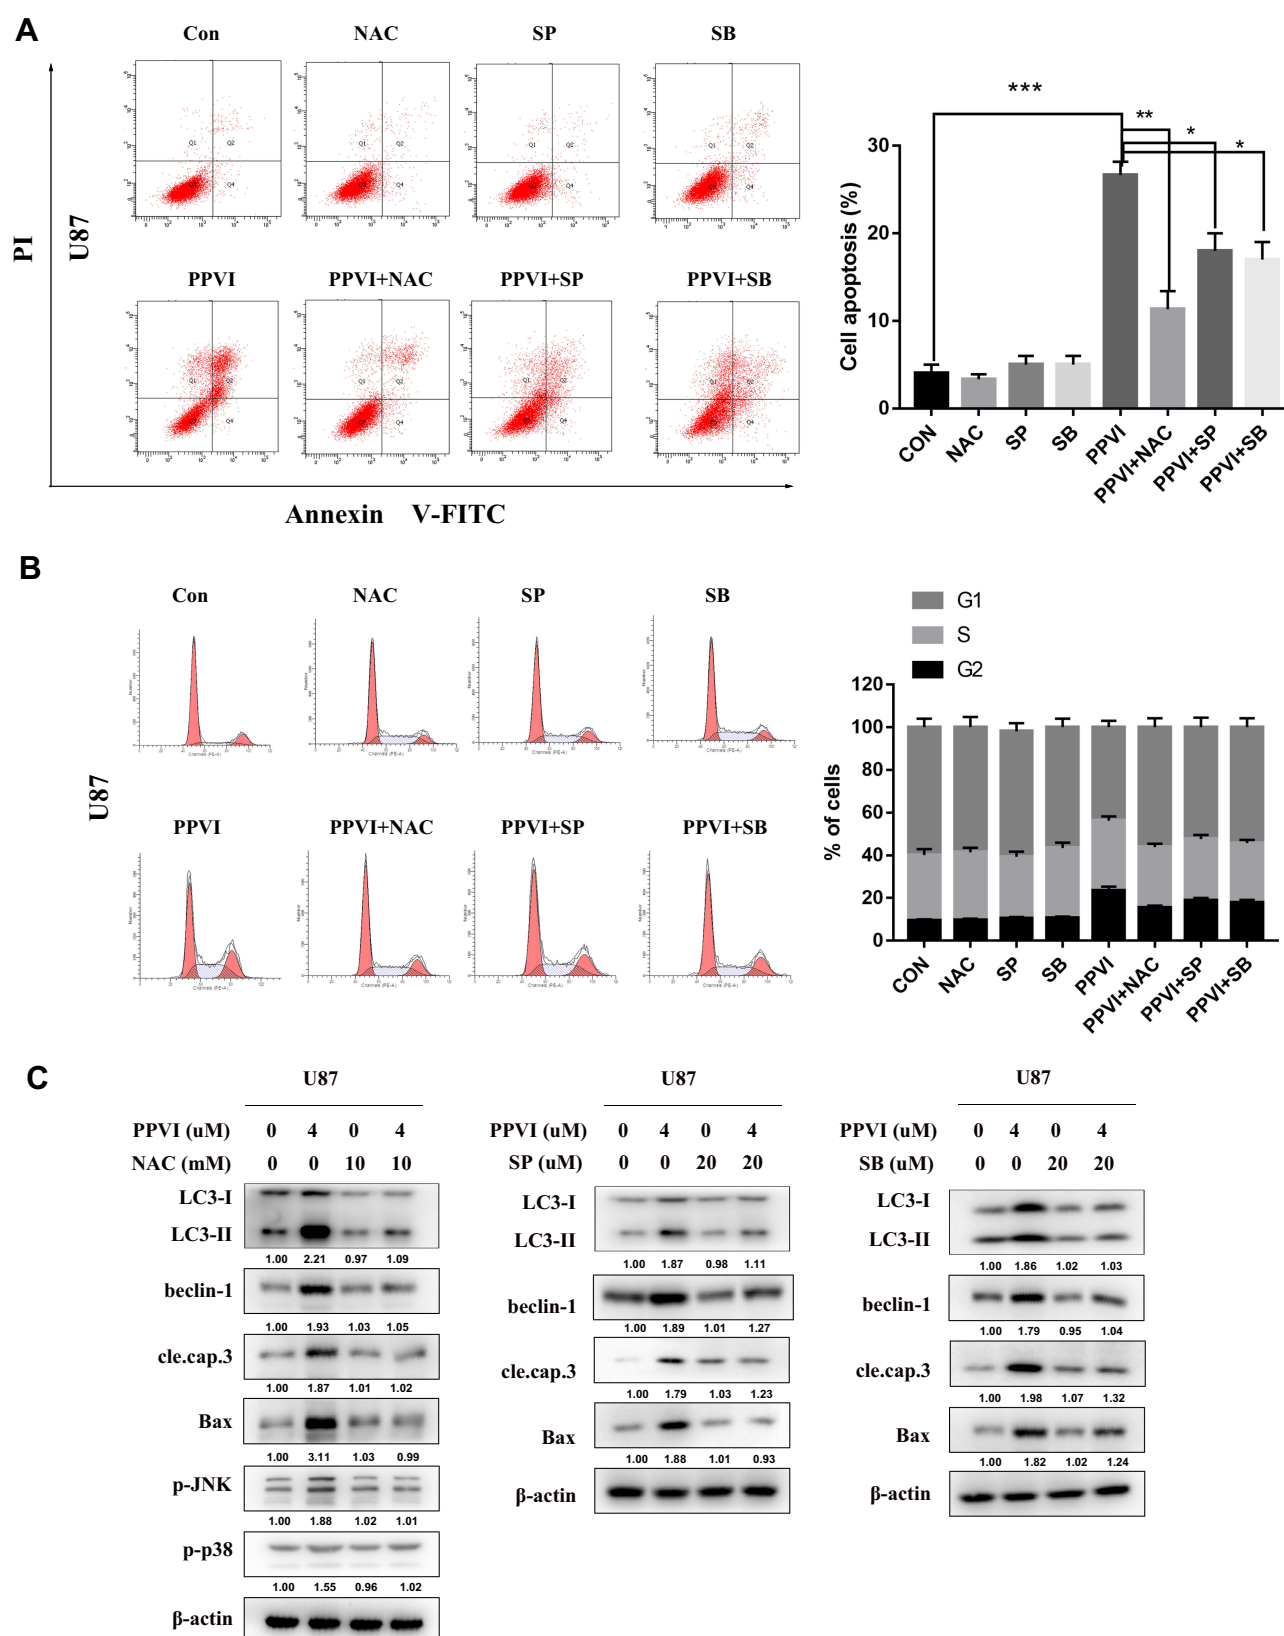 A
Con NAC SP SB
PI
U87
Q1 Q2 Q4
PPVI PPVI+NAC PPVI+SP PPVI+SB
Annexin V-FITC
***
**
*
*
Cell apoptosis (%)
30
20
10
0
CON NAC SP SB PPVI PPVI+NAC PPVI+SP PPVI+SB
B
Con NAC SP SB
U87
Number
Channels (PE-A)
PPVI PPVI+NAC PPVI+SP PPVI+SB
G1
S
G2
% of cells
120
100
80
60
40
20
0
CON NAC SP SB PPVI PPVI+NAC PPVI+SP PPVI+SB
C
U87
PPVI (uM) 0 4 0 4
NAC (mM) 0 0 10 10
LC3-I
LC3-II
1.00 2.21 0.97 1.09
beclin-1
1.00 1.93 1.03 1.05
cle.cap.3
1.00 1.87 1.01 1.02
Bax
1.00 3.11 1.03 0.99
p-JNK
1.00 1.88 1.02 1.01
p-p38
1.00 1.55 0.96 1.02
β-actin
U87
PPVI (uM) 0 4 0 4
SP (uM) 0 0 20 20
LC3-I
LC3-II
1.00 1.87 0.98 1.11
beclin-1
1.00 1.89 1.01 1.27
cle.cap.3
1.00 1.79 1.03 1.23
Bax
1.00 1.88 1.01 0.93
β-actin
U87
PPVI (uM) 0 4 0 4
SB (uM) 0 0 20 20
LC3-I
LC3-II
1.00 1.86 1.02 1.03
beclin-1
1.00 1.79 0.95 1.04
cle.cap.3
1.00 1.98 1.07 1.32
Bax
1.00 1.82 1.02 1.24
β-actin